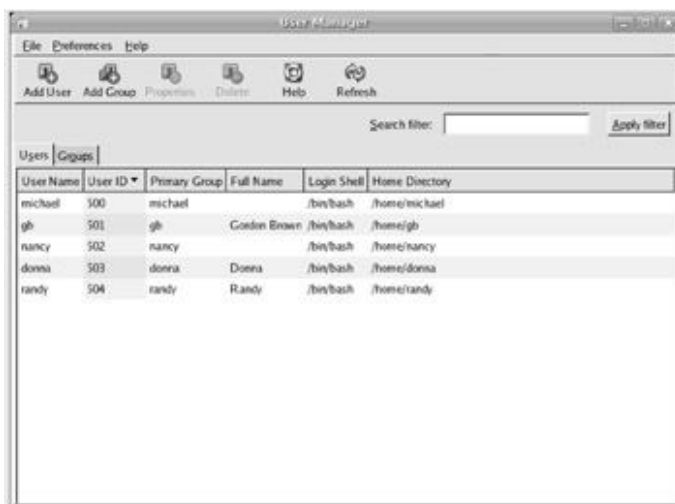 User Manager
File Preferences Help
Add User Add Group Properties Delete Help Refresh
Search filter: Apply filter
Users Groups
User Name User ID Primary Group Full Name Login Shell Home Directory
michael 500 michael /bin/bash /home/michael
gb 501 gb Gordon Brown /bin/bash /home/gb
nancy 502 nancy /bin/bash /home/nancy
donna 503 donna Donna /bin/bash /home/donna
randy 504 randy Randy /bin/bash /home/randy